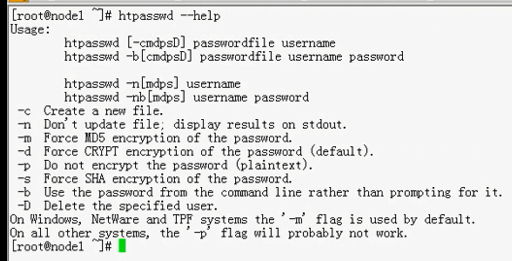 [root@node1 ~]# htpasswd --help
Usage:
htpasswd [-cmdpsD] passwordfile username
htpasswd -b[cmdpsD] passwordfile username password
htpasswd -n[mdps] username
htpasswd -nb[mdps] username password
-c Create a new file.
-n Don't update file; display results on stdout.
-m Force MD5 encryption of the password.
-d Force CRYPT encryption of the password (default).
-p Do not encrypt the password (plaintext).
-s Force SHA encryption of the password.
-b Use the password from the command line rather than prompting for it.
-D Delete the specified user.
On Windows, NetWare and TPF systems the '-m' flag is used by default.
On all other systems, the '-p' flag will probably not work.
[root@node1 ~]#